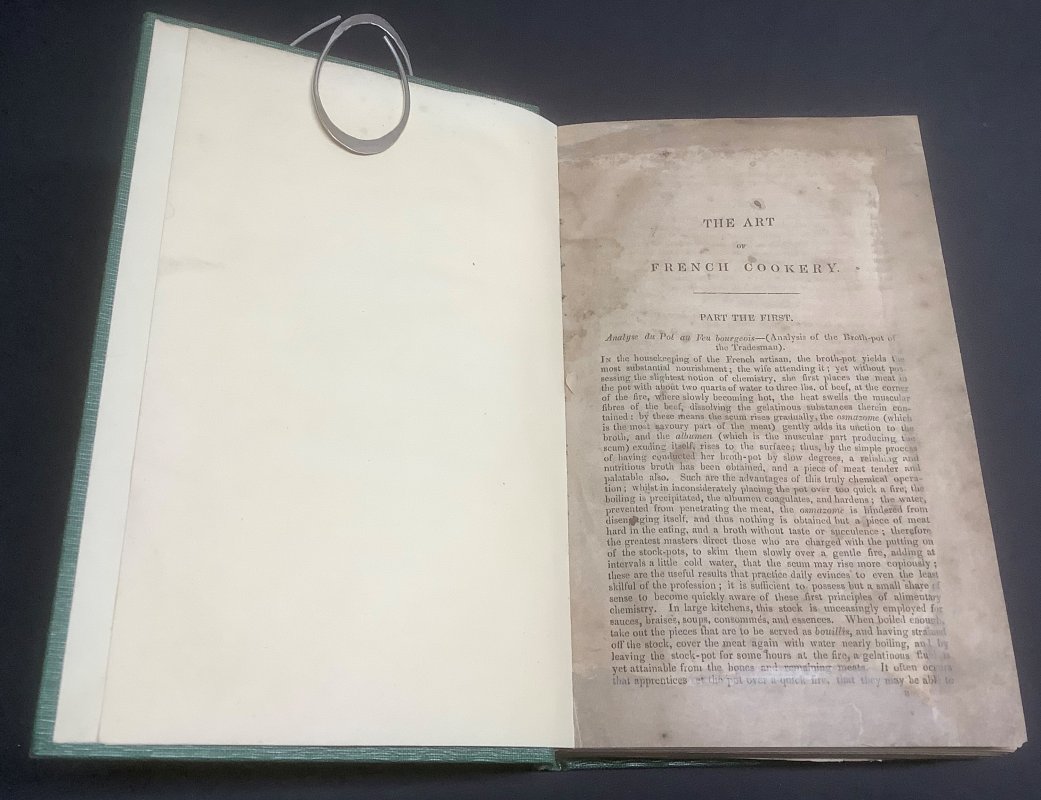 THE ART
OF
FRENCH COOKERY.
PART THE FIRST.
Analyse du Pot au Feu bourgeois—(Analysis of the Broth-pot of
the Tradesman).
IN the housekeeping of the French artisan, the broth-pot yields the
most substantial nourishment; the wife attending it; yet without pos-
sessing the slightest notion of chemistry, she first places the meat in
the pot with about two quarts of water to three lbs. of beef, at the corner
of the fire, where slowly becoming hot, the heat swells the muscular
fibres of the beef, dissolving the gelatinous substances therein con-
tained: by these means the scum rises gradually, the osmazome (which
is the most savoury part of the meat) gently adds its unction to the
broth, and the albumen (which is the muscular part producing the
scum) exuding itself, rises to the surface; thus, by the simple process
of having conducted her broth-pot by slow degrees, a relishing and
nutritious broth has been obtained, and a piece of meat tender and
palatable also. Such are the advantages of this truly chemical opera-
tion; whilst in inconsiderately placing the pot over too quick a fire, the
boiling is precipitated, the albumen coagulates, and hardens; the water,
prevented from penetrating the meat, the osmazome is hindered from
disengaging itself, and thus nothing is obtained but a piece of meat
hard in the eating, and a broth without taste or succulence; therefore
the greatest masters direct those who are charged with the putting on
of the stock-pots, to skim them slowly over a gentle fire, adding at
intervals a little cold water, that the scum may rise more copiously;
these are the useful results that practice daily evinces to even the least
skilful of the profession; it is sufficient to possess but a small share of
sense to become quickly aware of these first principles of alimentary
chemistry. In large kitchens, this stock is unceasingly employed for
sauces, braises, soups, consommés, and essences. When boiled enough,
take out the pieces that are to be served as bouillis, and having strained
off the stock, cover the meat again with water nearly boiling, and by
leaving the stock-pot for some hours at the fire, a gelatinous fluid is
yet attainable from the bones and remaining meats. It often occurs
that apprentices set the pot over a quick fire, that they may be able to